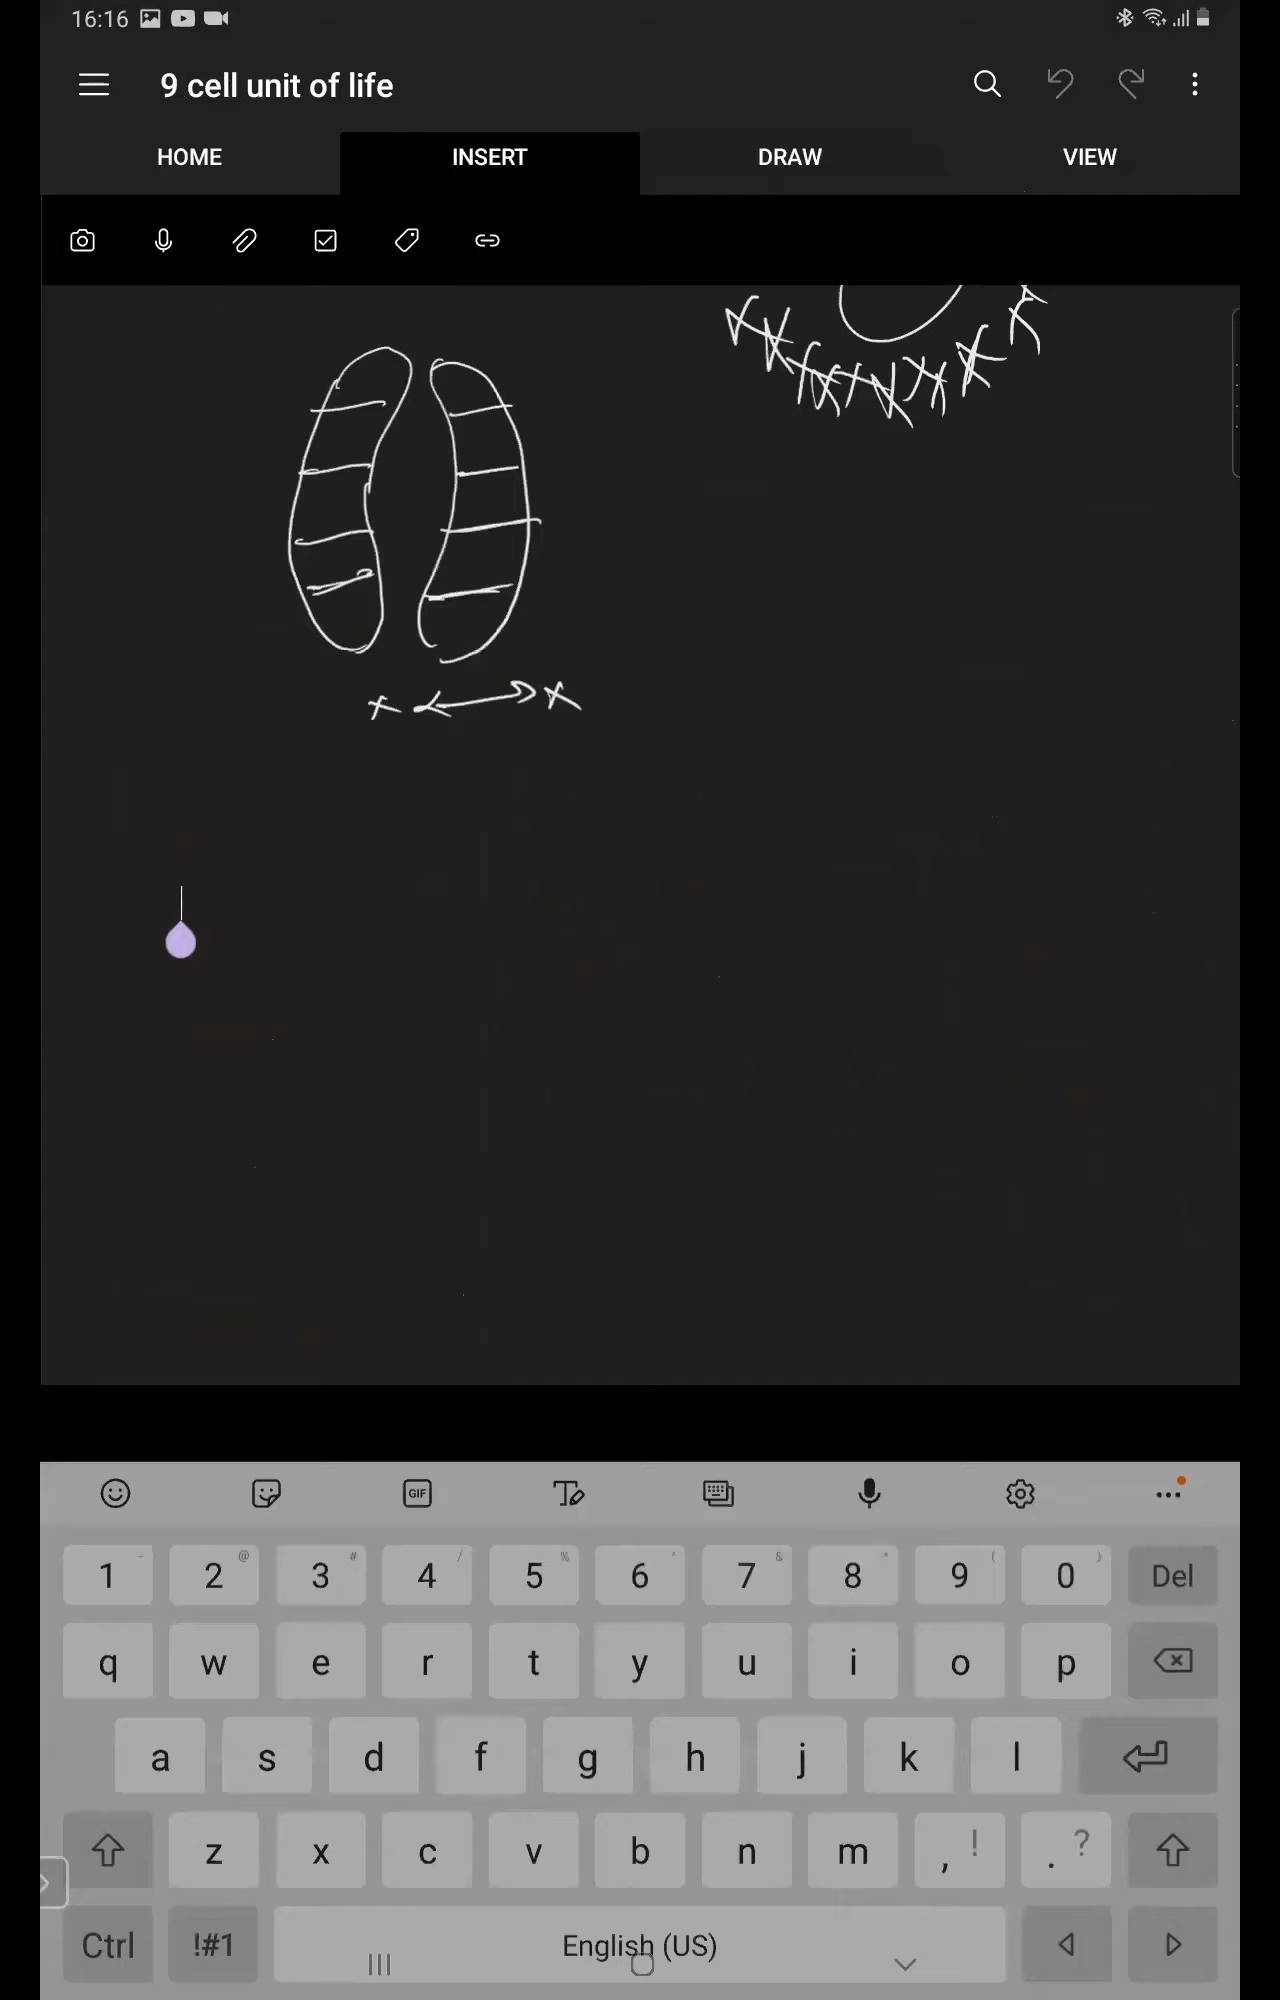 16:16
9 cell unit of life
HOME INSERT DRAW VIEW
x x
GIF
1 - 2 @ 3 # 4 / 5 % 6 ^ 7 & 8 * 9 ( 0 ) Del
q w e r t y u i o p
a s d f g h j k l
z x c v b n m , ! . ?
Ctrl !#1 English (US)